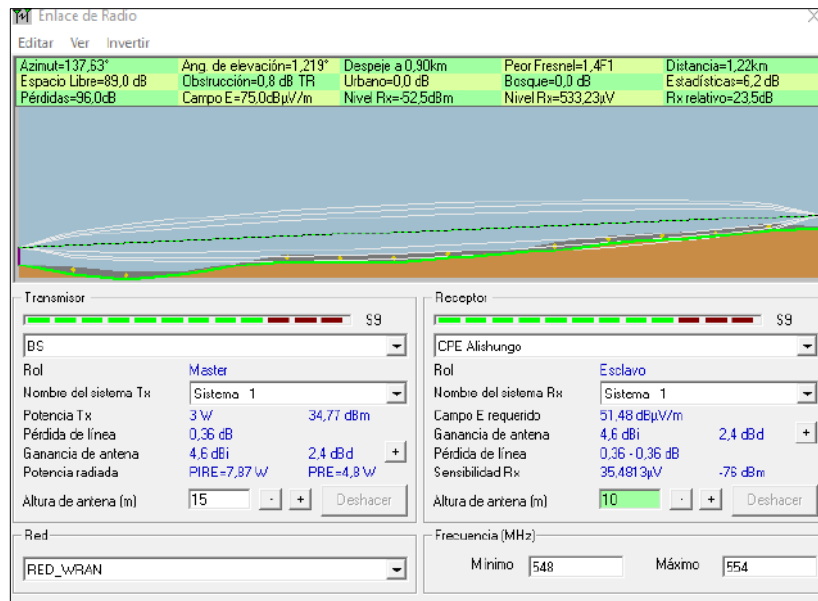 Enlace de Radio
Editar Ver Invertir
Azimut=137,63° Ang. de elevación=1,219° Despeje a 0,90km Peor Fresnel=1,4F1 Distancia=1,22km
Espacio Libre=89,0 dB Obstrucción=0,8 dB TR Urbano=0,0 dB Bosque=0,0 dB Estadísticas=6,2 dB
Pérdidas=96,0dB Campo E=75,0dBµV/m Nivel Rx=-52,5dBm Nivel Rx=533,23µV Rx relativo=23,5dB
Transmisor Receptor
S9 S9
BS CPE Alishungo
Rol Master Rol Esclavo
Nombre del sistema Tx Sistema 1 Nombre del sistema Rx Sistema 1
Potencia Tx 3 W 34,77 dBm Campo E requerido 51,48 dBµV/m
Pérdida de línea 0,36 dB Ganancia de antena 4,6 dBi 2,4 dBd +
Ganancia de antena 4,6 dBi 2,4 dBd + Pérdida de línea 0,36 - 0,36 dB
Potencia radiada PIRE=7,87 W PRE=4,8 W Sensibilidad Rx 35,4813µV -76 dBm
Altura de antena (m) 15 - + Deshacer Altura de antena (m) 10 - + Deshacer
Red Frecuencia (MHz)
RED_WRAN Mínimo 548 Máximo 554